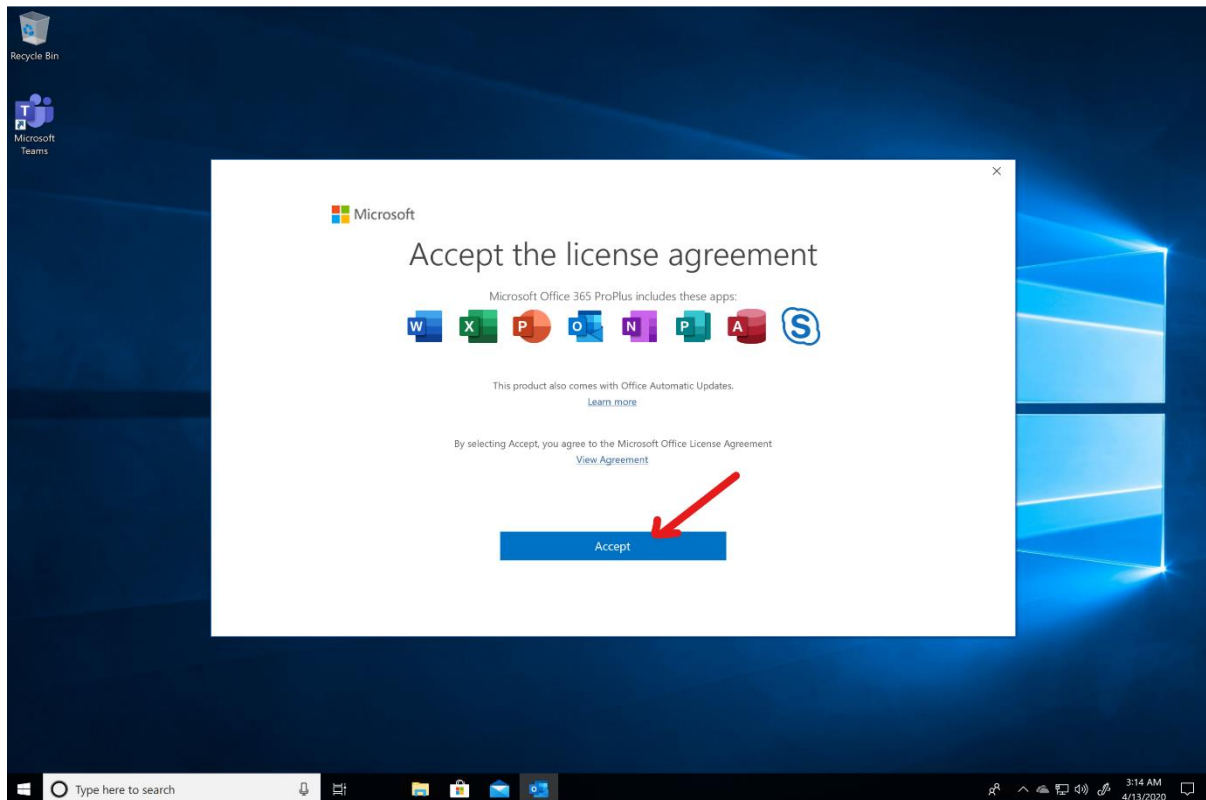 Recycle Bin
T
Microsoft
Teams
Microsoft
Accept the license agreement
Microsoft Office 365 ProPlus includes these apps:
W X P O N P A S
This product also comes with Office Automatic Updates.
Learn more
By selecting Accept, you agree to the Microsoft Office License Agreement
View Agreement
Accept
Type here to search
3:14 AM
4/13/2020